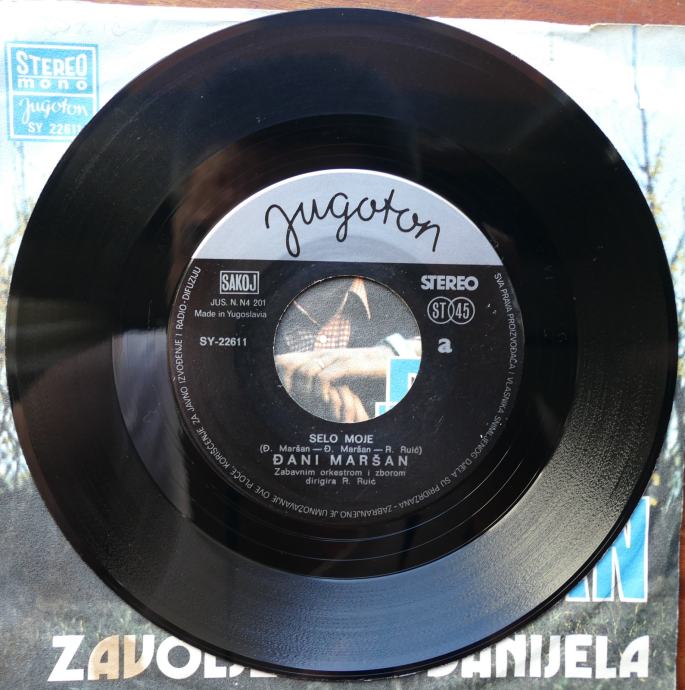 STEREO
mono
Jugoton
SY 22611
Jugoton
SAKOJ
JUS. N. N4 201
Made in Yugoslavia
SY-22611
STEREO
ST 45
a
SELO MOJE
(Đ. Maršan — Đ. Maršan — R. Ruić)
ĐANI MARŠAN
Zabavnim orkestrom i zborom
dirigira R. Ruić
SVA PRAVA PROIZVOĐAČA I VLASNIKA SNIMLJENOG DJELA SU PRIDRŽANA - ZABRANJENO JE UMNOŽAVANJE OVE PLOČE, KORIŠĆENJE ZA JAVNO IZVOĐENJE I RADIO-DIFUZIJU
AN
DANIJELA